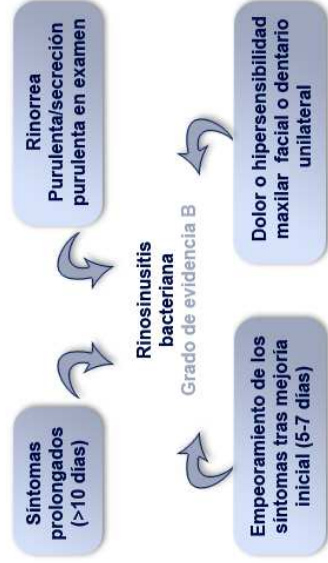 Síntomas
prolongados
(>10 días)
Rinorrea
Purulenta/secreción
purulenta en examen
Rinosinusitis
bacteriana
Grado de evidencia B
Empeoramiento de los
síntomas tras mejoría
inicial (5-7 días)
Dolor o hipersensibilidad
maxilar facial o dentario
unilateral